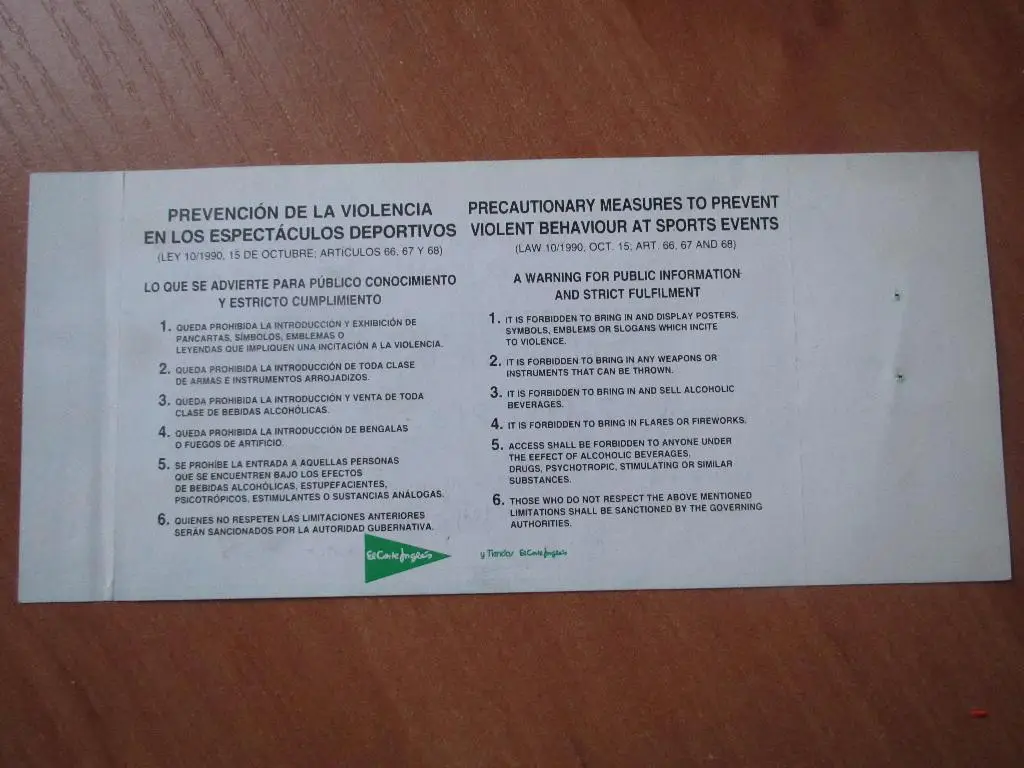 PREVENCIÓN DE LA VIOLENCIA
EN LOS ESPECTÁCULOS DEPORTIVOS
(LEY 10/1990, 15 DE OCTUBRE; ARTÍCULOS 66, 67 Y 68)
LO QUE SE ADVIERTE PARA PÚBLICO CONOCIMIENTO
Y ESTRICTO CUMPLIMIENTO
1. QUEDA PROHIBIDA LA INTRODUCCIÓN Y EXHIBICIÓN DE
PANCARTAS, SÍMBOLOS, EMBLEMAS O
LEYENDAS QUE IMPLIQUEN UNA INCITACIÓN A LA VIOLENCIA.
2. QUEDA PROHIBIDA LA INTRODUCCIÓN DE TODA CLASE
DE ARMAS E INSTRUMENTOS ARROJADIZOS.
3. QUEDA PROHIBIDA LA INTRODUCCIÓN Y VENTA DE TODA
CLASE DE BEBIDAS ALCOHÓLICAS.
4. QUEDA PROHIBIDA LA INTRODUCCIÓN DE BENGALAS
O FUEGOS DE ARTIFICIO.
5. SE PROHÍBE LA ENTRADA A AQUELLAS PERSONAS
QUE SE ENCUENTREN BAJO LOS EFECTOS
DE BEBIDAS ALCOHÓLICAS, ESTUPEFACIENTES,
PSICOTRÓPICOS, ESTIMULANTES O SUSTANCIAS ANÁLOGAS.
6. QUIENES NO RESPETEN LAS LIMITACIONES ANTERIORES
SERÁN SANCIONADOS POR LA AUTORIDAD GUBERNATIVA.
PRECAUTIONARY MEASURES TO PREVENT
VIOLENT BEHAVIOUR AT SPORTS EVENTS
(LAW 10/1990, OCT. 15; ART. 66, 67 AND 68)
A WARNING FOR PUBLIC INFORMATION
AND STRICT FULFILMENT
1. IT IS FORBIDDEN TO BRING IN AND DISPLAY POSTERS,
SYMBOLS, EMBLEMS OR SLOGANS WHICH INCITE
TO VIOLENCE.
2. IT IS FORBIDDEN TO BRING IN ANY WEAPONS OR
INSTRUMENTS THAT CAN BE THROWN.
3. IT IS FORBIDDEN TO BRING IN AND SELL ALCOHOLIC
BEVERAGES.
4. IT IS FORBIDDEN TO BRING IN FLARES OR FIREWORKS.
5. ACCESS SHALL BE FORBIDDEN TO ANYONE UNDER
THE EEFECT OF ALCOHOLIC BEVERAGES.
DRUGS, PSYCHOTROPIC, STIMULATING OR SIMILAR
SUBSTANCES.
6. THOSE WHO DO NOT RESPECT THE ABOVE MENTIONED
LIMITATIONS SHALL BE SANCTIONED BY THE GOVERNING
AUTHORITIES.
El Corte Inglés
y Tiendas El Corte Inglés